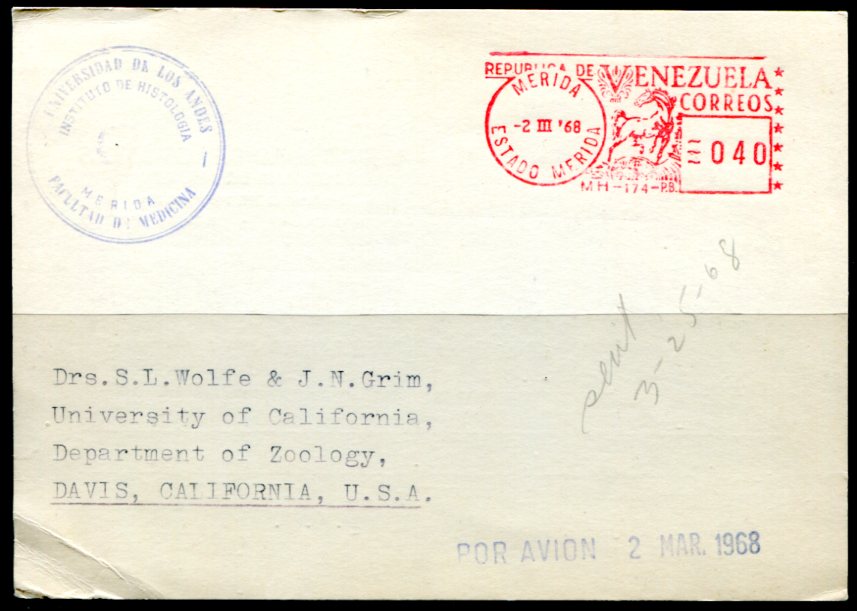 UNIVERSIDAD DE LOS ANDES
INSTITUTO DE HISTOLOGIA
MERIDA
FACULTAD DE MEDICINA
REPUBLICA DE VENEZUELA
CORREOS
MERIDA
-2 III '68
ESTADO MERIDA
040
MH-174-P.B.
sent
3-25-68
Drs.S.L.Wolfe & J.N.Grim,
University of California,
Department of Zoology,
DAVIS, CALIFORNIA, U.S.A.
POR AVION 2 MAR. 1968